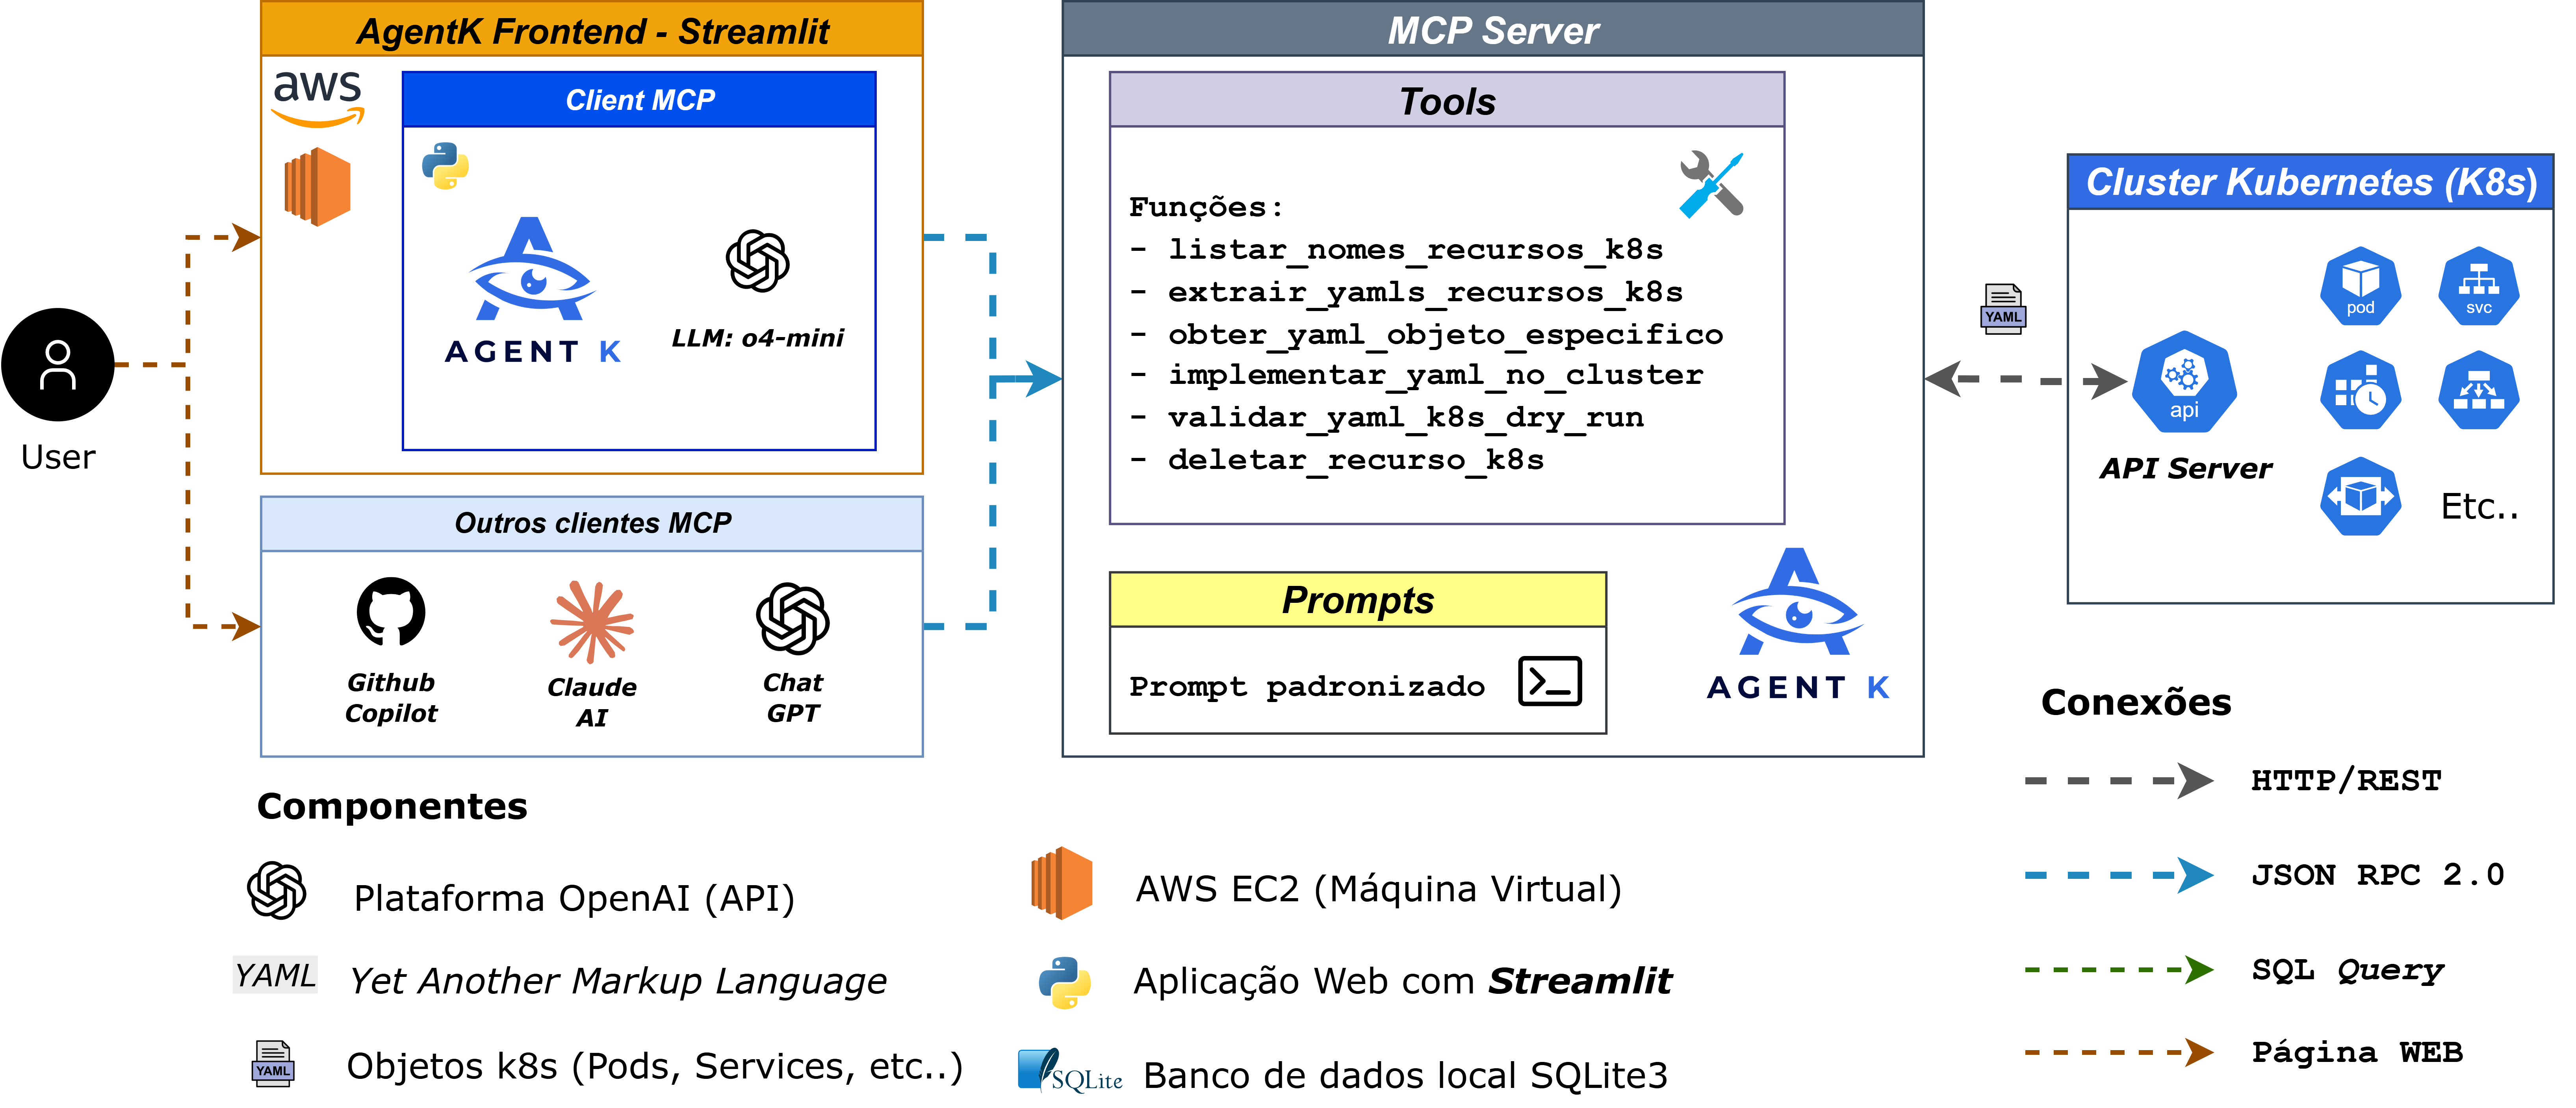 AgentK Frontend - Streamlit
aws
Client MCP
AGENT K
LLM: o4-mini
User
Outros clientes MCP
Github
Copilot
Claude
AI
Chat
GPT
MCP Server
Tools
Funções:
- listar_nomes_recursos_k8s
- extrair_yamls_recursos_k8s
- obter_yaml_objeto_especifico
- implementar_yaml_no_cluster
- validar_yaml_k8s_dry_run
- deletar_recurso_k8s
Prompts
Prompt padronizado
AGENT K
YAML
Cluster Kubernetes (K8s)
pod
svc
api
API Server
Etc..
Componentes
Plataforma OpenAI (API)
YAML Yet Another Markup Language
YAML Objetos k8s (Pods, Services, etc..)
AWS EC2 (Máquina Virtual)
Aplicação Web com Streamlit
SQLite Banco de dados local SQLite3
Conexões
HTTP/REST
JSON RPC 2.0
SQL Query
Página WEB